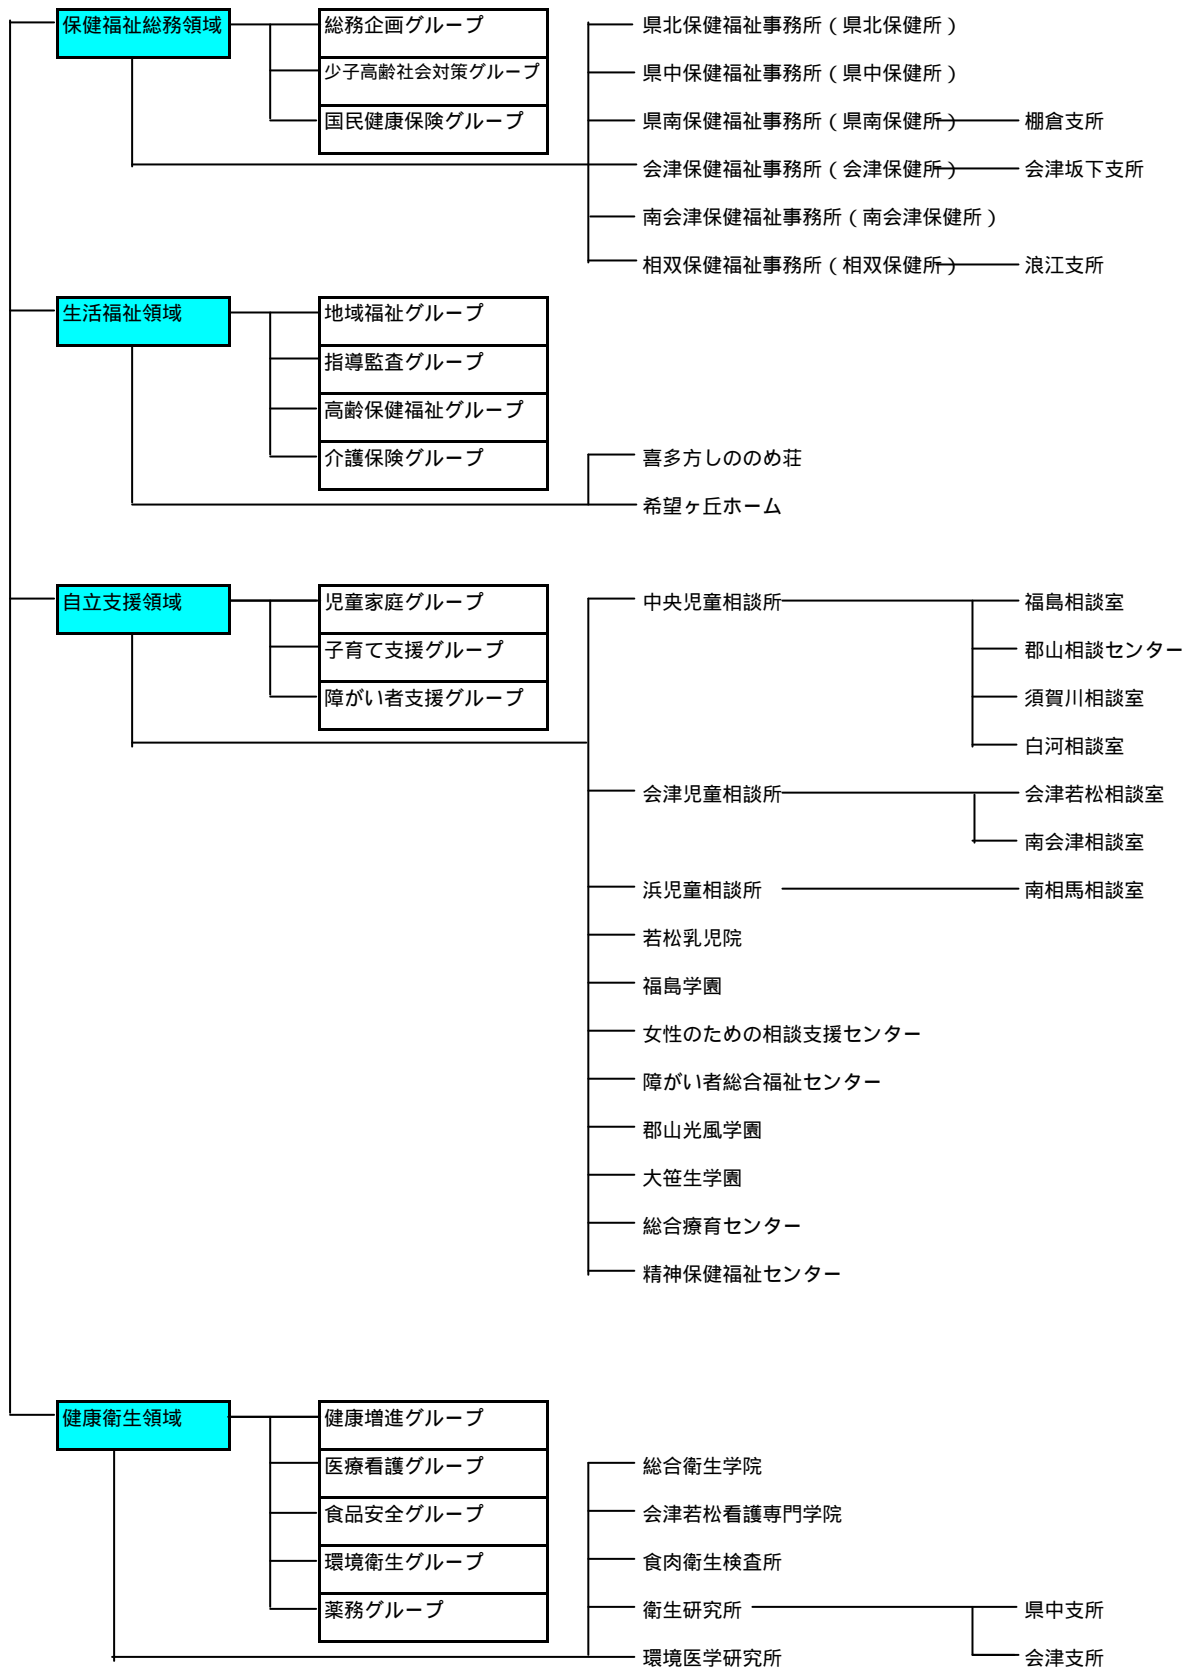 保健福祉総務領域
総務企画グループ
少子高齢社会対策グループ
国民健康保険グループ
県北保健福祉事務所(県北保健所)
県中保健福祉事務所(県中保健所)
県南保健福祉事務所(県南保健所)
棚倉支所
会津保健福祉事務所(会津保健所)
会津坂下支所
南会津保健福祉事務所(南会津保健所)
相双保健福祉事務所(相双保健所)
浪江支所
生活福祉領域
地域福祉グループ
指導監査グループ
高齢保健福祉グループ
介護保険グループ
喜多方しののめ荘
希望ヶ丘ホーム
自立支援領域
児童家庭グループ
子育て支援グループ
障がい者支援グループ
中央児童相談所
福島相談室
郡山相談センター
須賀川相談室
白河相談室
会津児童相談所
会津若松相談室
南会津相談室
浜児童相談所
南相馬相談室
若松乳児院
福島学園
女性のための相談支援センター
障がい者総合福祉センター
郡山光風学園
大笹生学園
総合療育センター
精神保健福祉センター
健康衛生領域
健康増進グループ
医療看護グループ
食品安全グループ
環境衛生グループ
薬務グループ
総合衛生学院
会津若松看護専門学院
食肉衛生検査所
衛生研究所
県中支所
会津支所
環境医学研究所